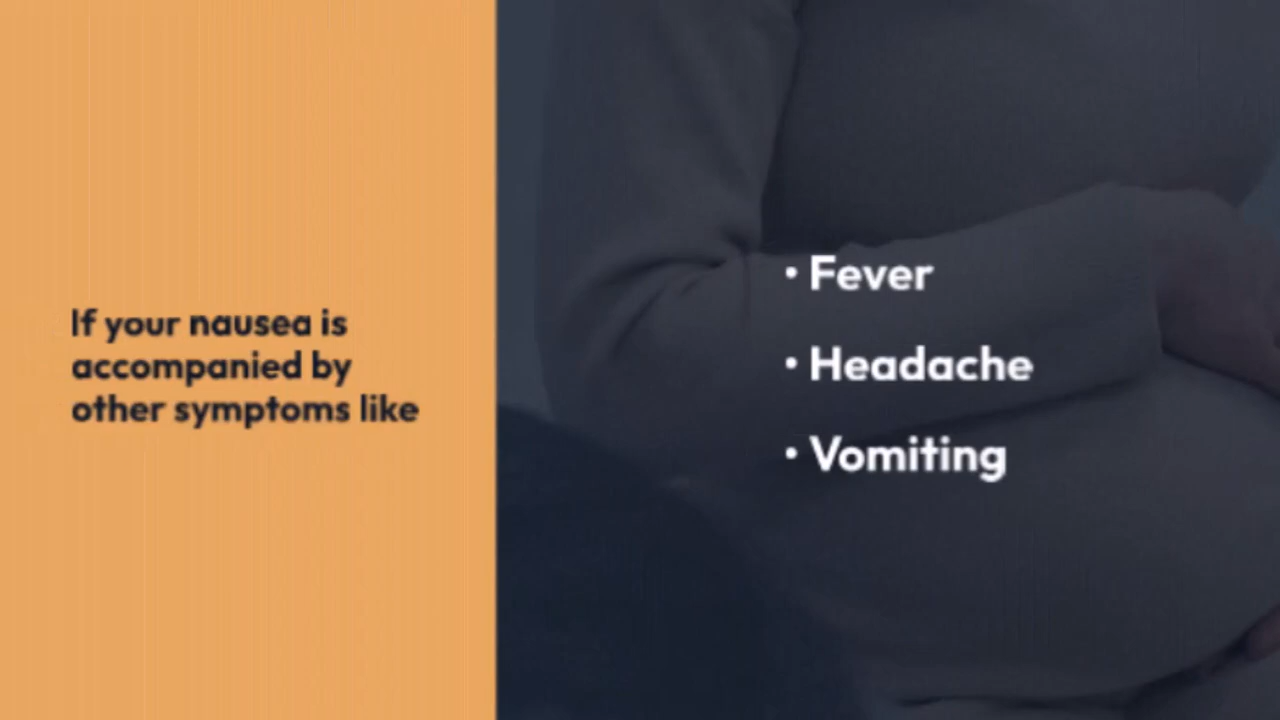 If your nausea is
accompanied by
other symptoms like
• Fever
• Headache
• Vomiting